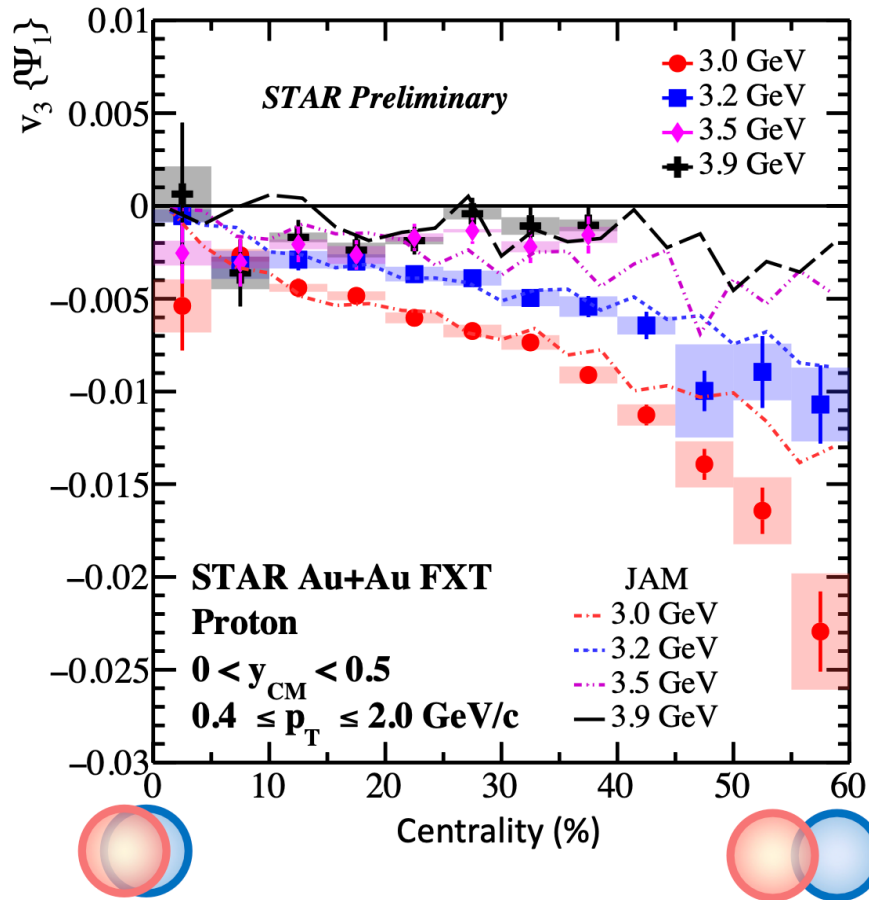 v₃ {Ψ₁}
0.01
0.005
0
−0.005
−0.01
−0.015
−0.02
−0.025
−0.03
STAR Preliminary
3.0 GeV
3.2 GeV
3.5 GeV
3.9 GeV
STAR Au+Au FXT
Proton
0 < y_CM < 0.5
0.4 ≤ p_T ≤ 2.0 GeV/c
JAM
3.0 GeV
3.2 GeV
3.5 GeV
3.9 GeV
0 10 20 30 40 50 60
Centrality (%)